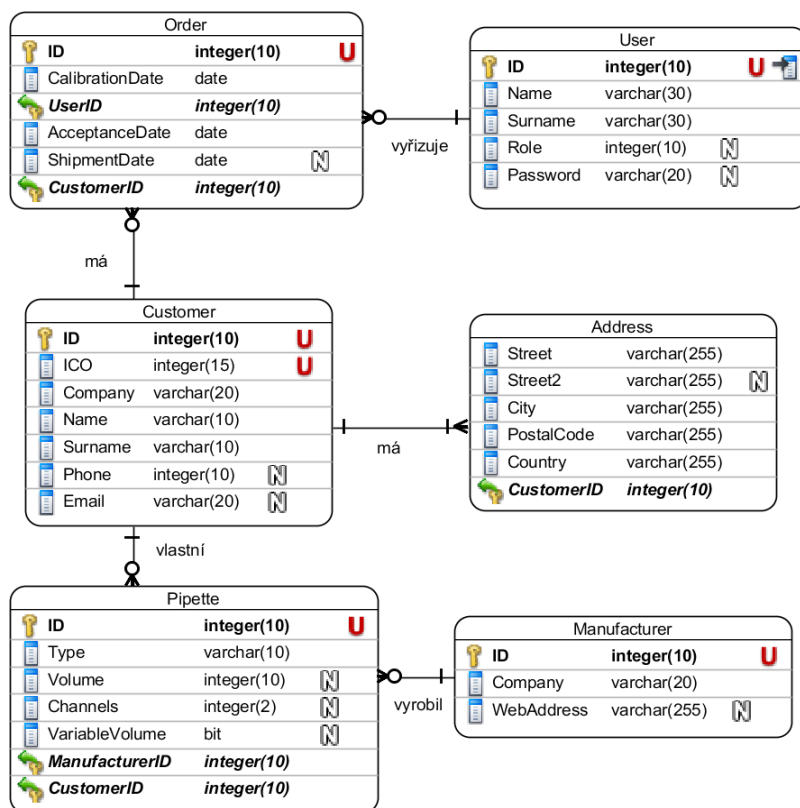 Order
ID integer(10) U
CalibrationDate date
UserID integer(10)
AcceptanceDate date
ShipmentDate date N
CustomerID integer(10)
vyřizuje
User
ID integer(10) U
Name varchar(30)
Surname varchar(30)
Role integer(10) N
Password varchar(20) N
má
Customer
ID integer(10) U
ICO integer(15) U
Company varchar(20)
Name varchar(10)
Surname varchar(10)
Phone integer(10) N
Email varchar(20) N
má
Address
Street varchar(255)
Street2 varchar(255) N
City varchar(255)
PostalCode varchar(255)
Country varchar(255)
CustomerID integer(10)
vlastní
Pipette
ID integer(10) U
Type varchar(10)
Volume integer(10) N
Channels integer(2) N
VariableVolume bit N
ManufacturerID integer(10)
CustomerID integer(10)
vyrobil
Manufacturer
ID integer(10) U
Company varchar(20)
WebAddress varchar(255) N